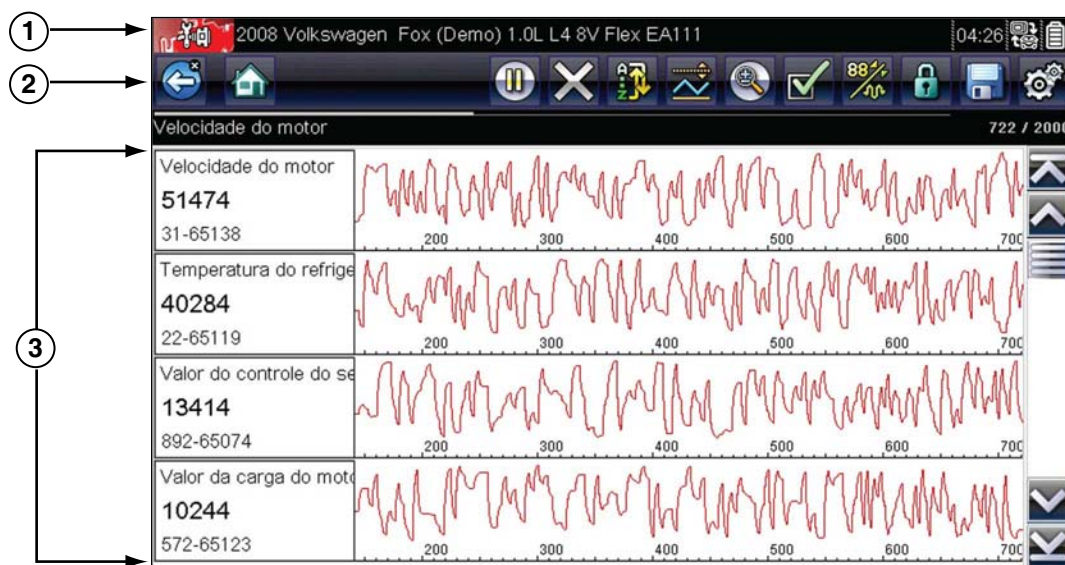 1
2008 Volkswagen Fox (Demo) 1.0L L4 8V Flex EA111
04:26
2
A
Z
88
Velocidade do motor
722 / 2000
3
Velocidade do motor
51474
31-65138
200 300 400 500 600 700
Temperatura do refrige
40284
22-65119
200 300 400 500 600 700
Valor do controle do se
13414
892-65074
200 300 400 500 600 700
Valor da carga do moto
10244
572-65123
200 300 400 500 600 700